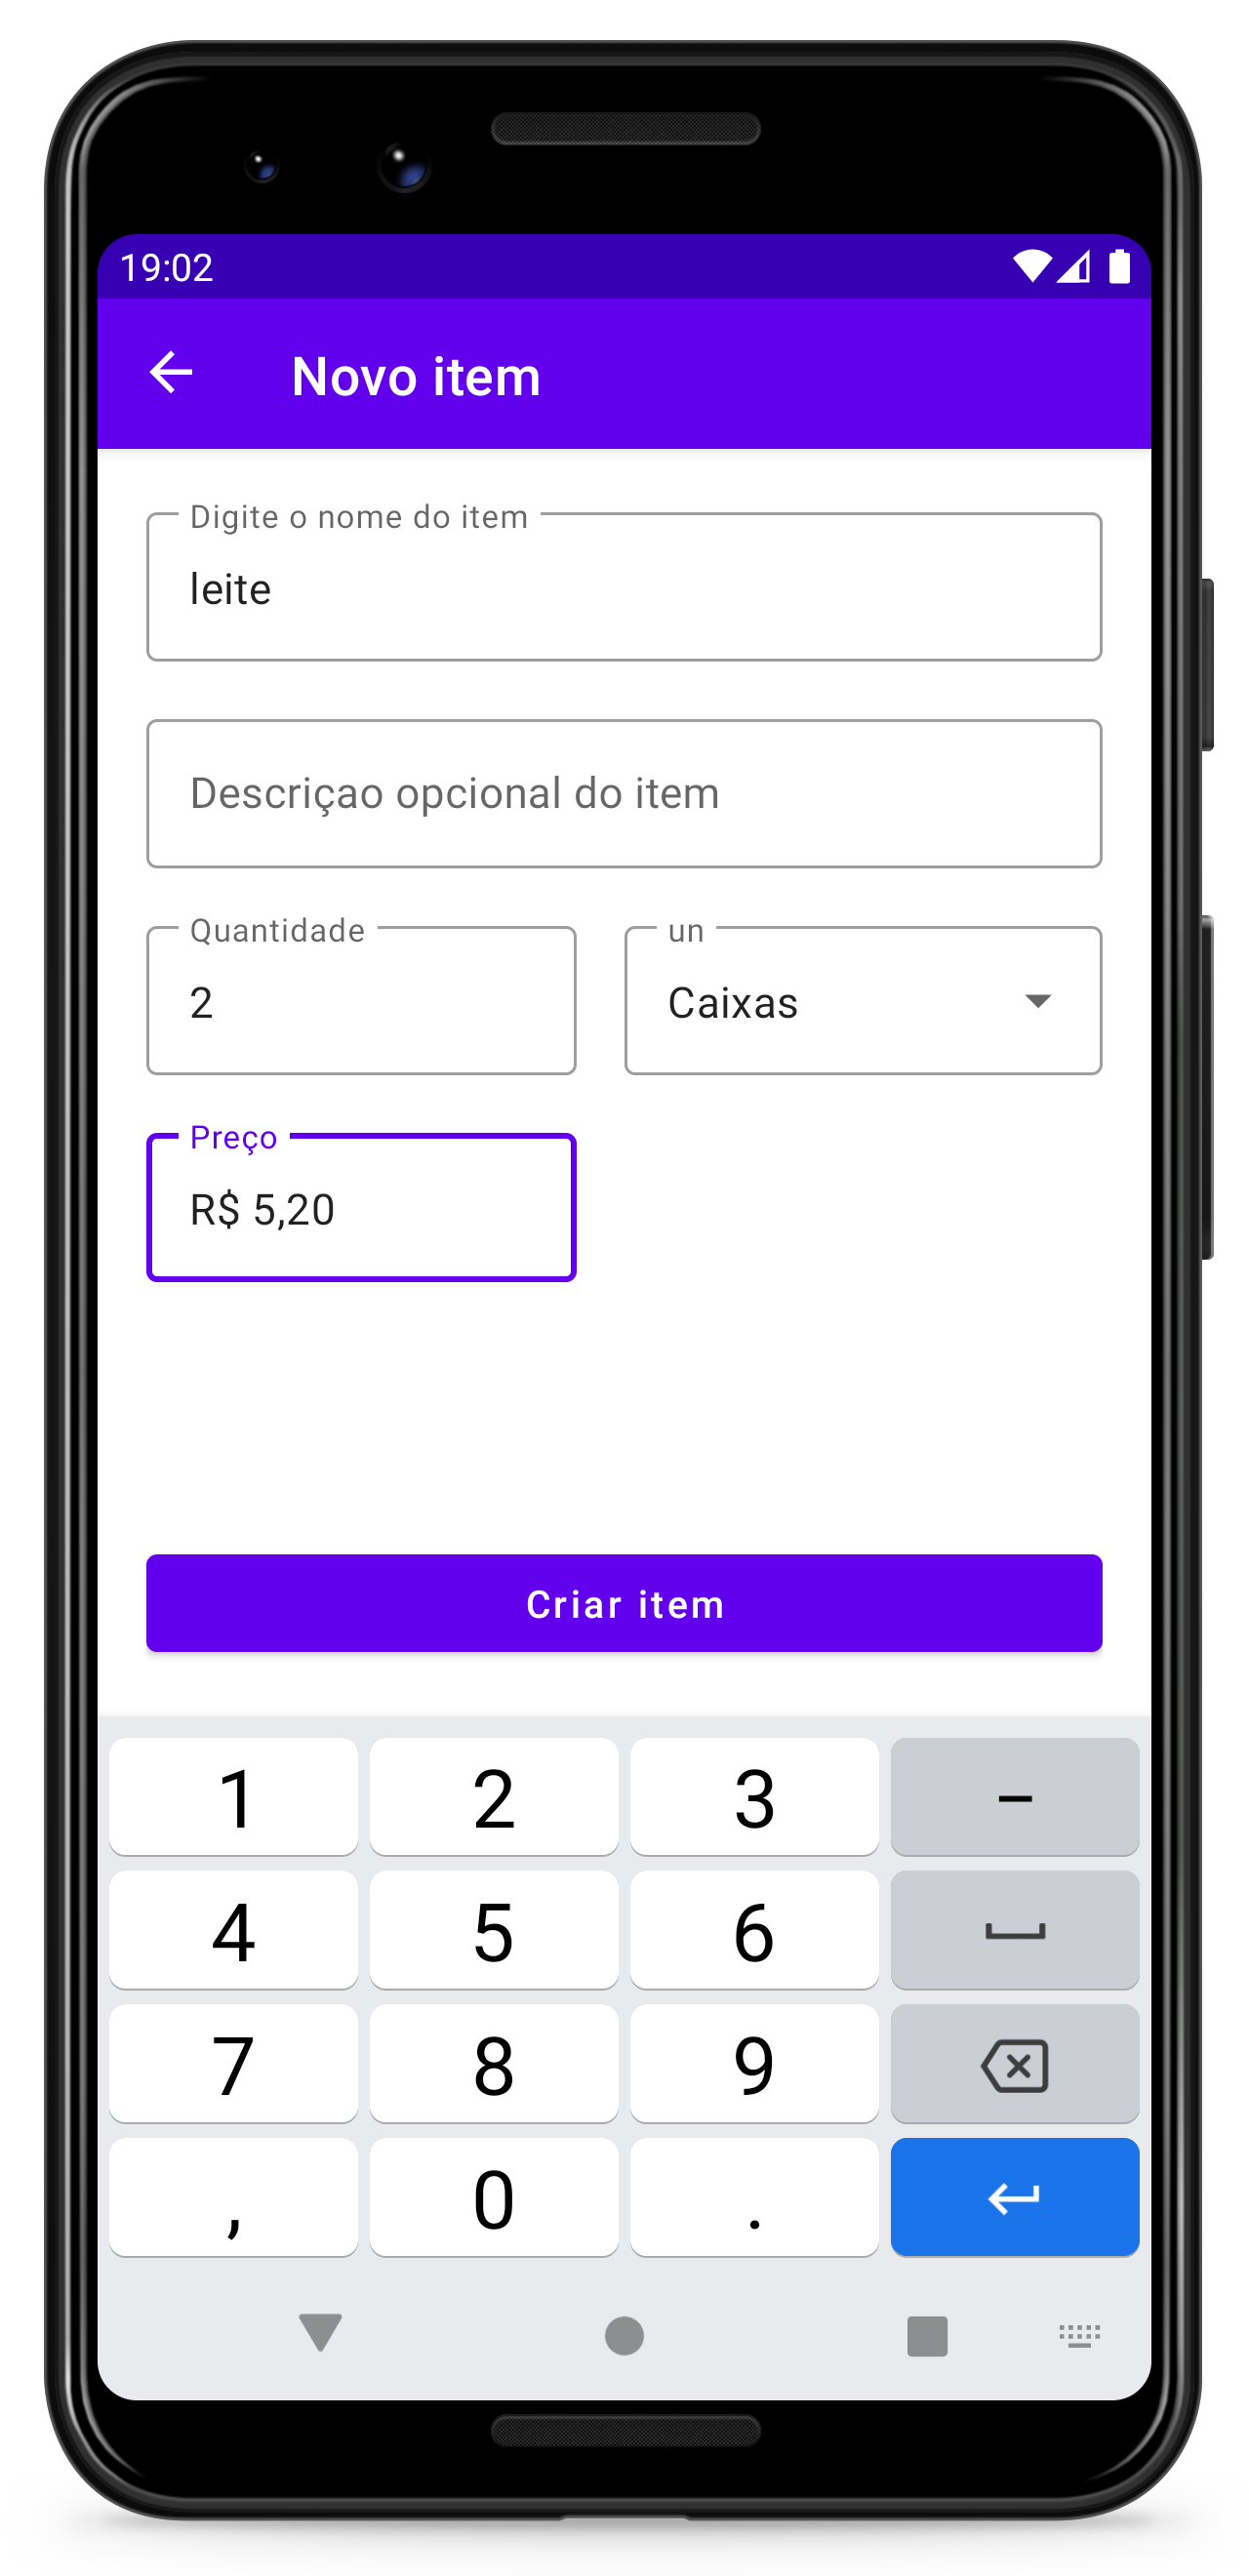 19:02
Novo item
Digite o nome do item
leite
Descriçao opcional do item
Quantidade
un
2
Caixas
Preço
R$ 5,20
Criar item
1 2 3 –
4 5 6
7 8 9
, 0 .